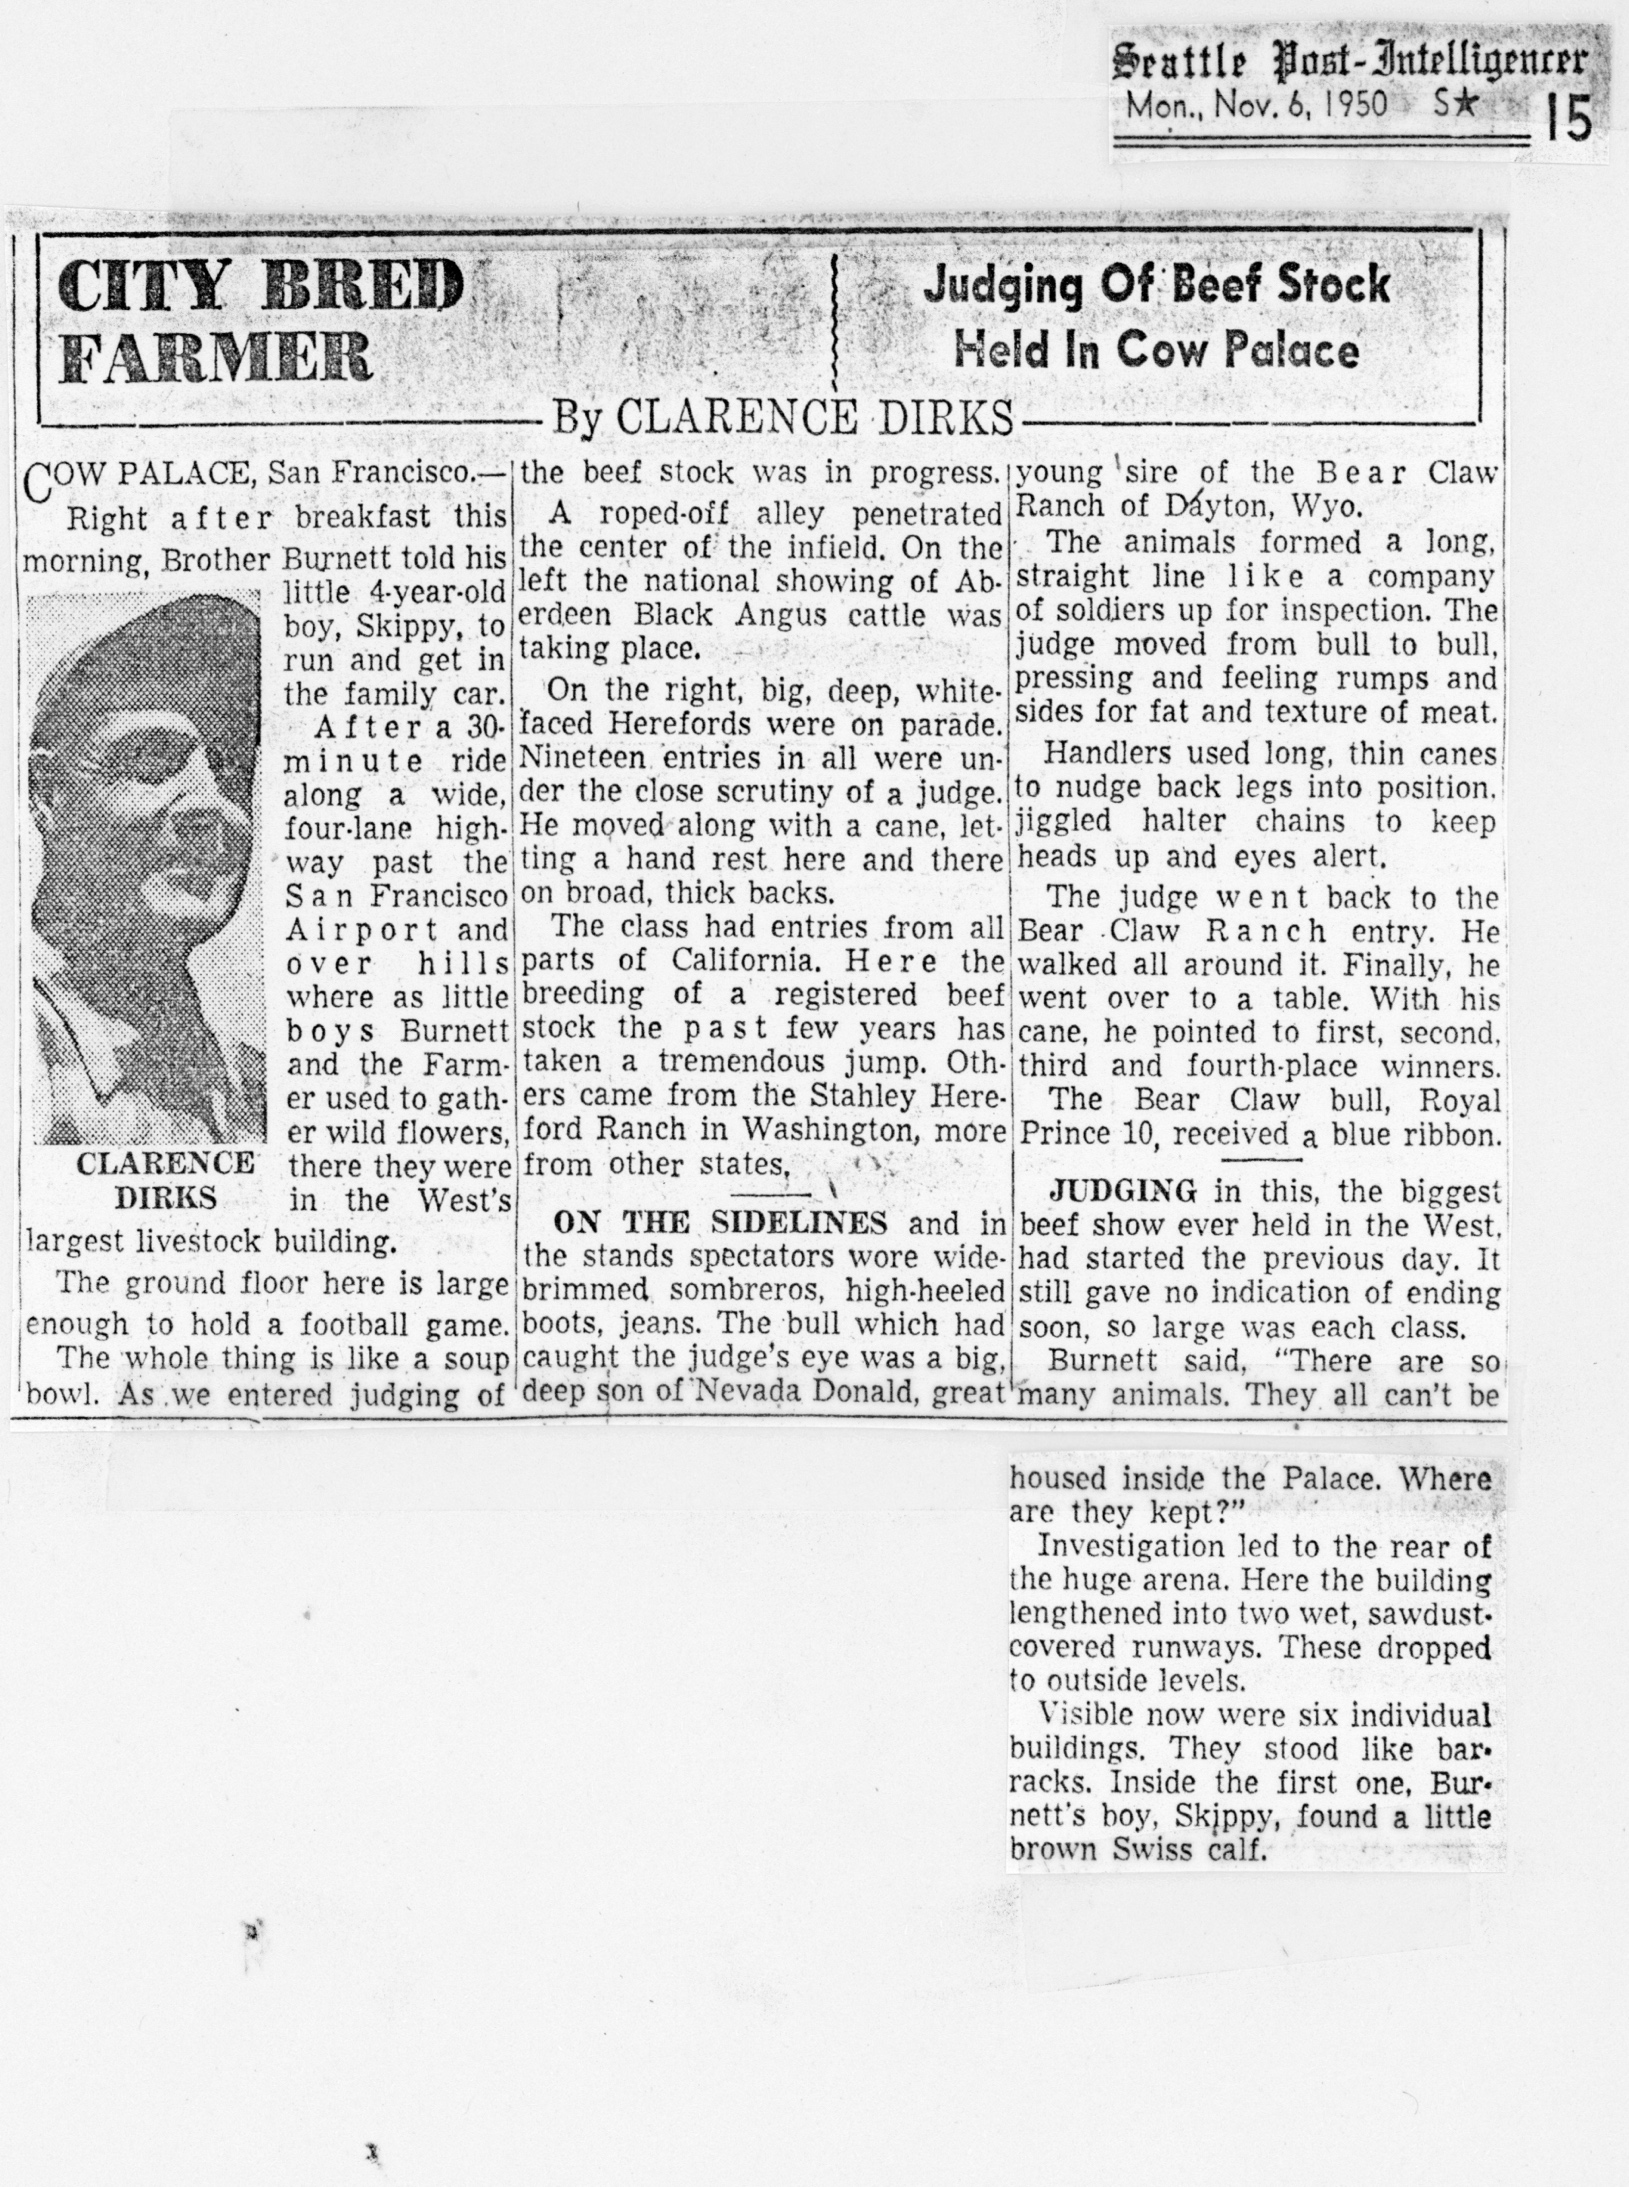 Seattle Post-Intelligencer
Mon., Nov. 6, 1950 S★ 15
CITY BRED
FARMER
Judging Of Beef Stock
Held In Cow Palace
By CLARENCE DIRKS
COW PALACE, San Francisco.—
Right after breakfast this
morning, Brother Burnett told his
little 4-year-old
boy, Skippy, to
run and get in
the family car.
After a 30-
minute ride
along a wide,
four-lane high-
way past the
San Francisco
Airport and
over hills
where as little
boys Burnett
and the Farm-
er used to gath-
er wild flowers,
there they were
in the West's
CLARENCE
DIRKS
largest livestock building.
The ground floor here is large
enough to hold a football game.
The whole thing is like a soup
bowl. As we entered judging of
the beef stock was in progress.
A roped-off alley penetrated
the center of the infield. On the
left the national showing of Ab-
erdeen Black Angus cattle was
taking place.
On the right, big, deep, white-
faced Herefords were on parade.
Nineteen entries in all were un-
der the close scrutiny of a judge.
He moved along with a cane, let-
ting a hand rest here and there
on broad, thick backs.
The class had entries from all
parts of California. Here the
breeding of a registered beef
stock the past few years has
taken a tremendous jump. Oth-
ers came from the Stahley Here-
ford Ranch in Washington, more
from other states.
ON THE SIDELINES and in
the stands spectators wore wide-
brimmed sombreros, high-heeled
boots, jeans. The bull which had
caught the judge's eye was a big,
deep son of Nevada Donald, great
young sire of the Bear Claw
Ranch of Dayton, Wyo.
The animals formed a long,
straight line like a company
of soldiers up for inspection. The
judge moved from bull to bull,
pressing and feeling rumps and
sides for fat and texture of meat.
Handlers used long, thin canes
to nudge back legs into position,
jiggled halter chains to keep
heads up and eyes alert.
The judge went back to the
Bear Claw Ranch entry. He
walked all around it. Finally, he
went over to a table. With his
cane, he pointed to first, second,
third and fourth-place winners.
The Bear Claw bull, Royal
Prince 10, received a blue ribbon.
JUDGING in this, the biggest
beef show ever held in the West,
had started the previous day. It
still gave no indication of ending
soon, so large was each class.
Burnett said, "There are so
many animals. They all can't be
housed inside the Palace. Where
are they kept?"
Investigation led to the rear of
the huge arena. Here the building
lengthened into two wet, sawdust-
covered runways. These dropped
to outside levels.
Visible now were six individual
buildings. They stood like bar-
racks. Inside the first one, Bur-
nett's boy, Skippy, found a little
brown Swiss calf.